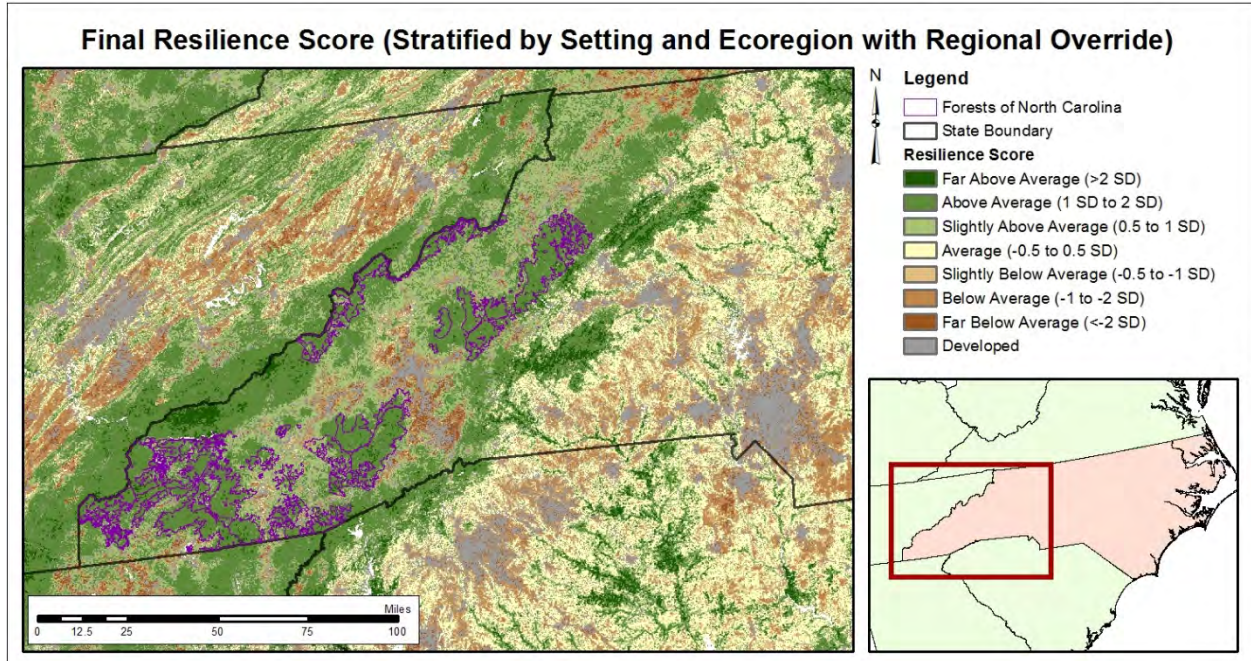 Final Resilience Score (Stratified by Setting and Ecoregion with Regional Override)
N
Legend
Forests of North Carolina
State Boundary
Resilience Score
Far Above Average (>2 SD)
Above Average (1 SD to 2 SD)
Slightly Above Average (0.5 to 1 SD)
Average (-0.5 to 0.5 SD)
Slightly Below Average (-0.5 to -1 SD)
Below Average (-1 to -2 SD)
Far Below Average (<-2 SD)
Developed
Miles
0 12.5 25 50 75 100